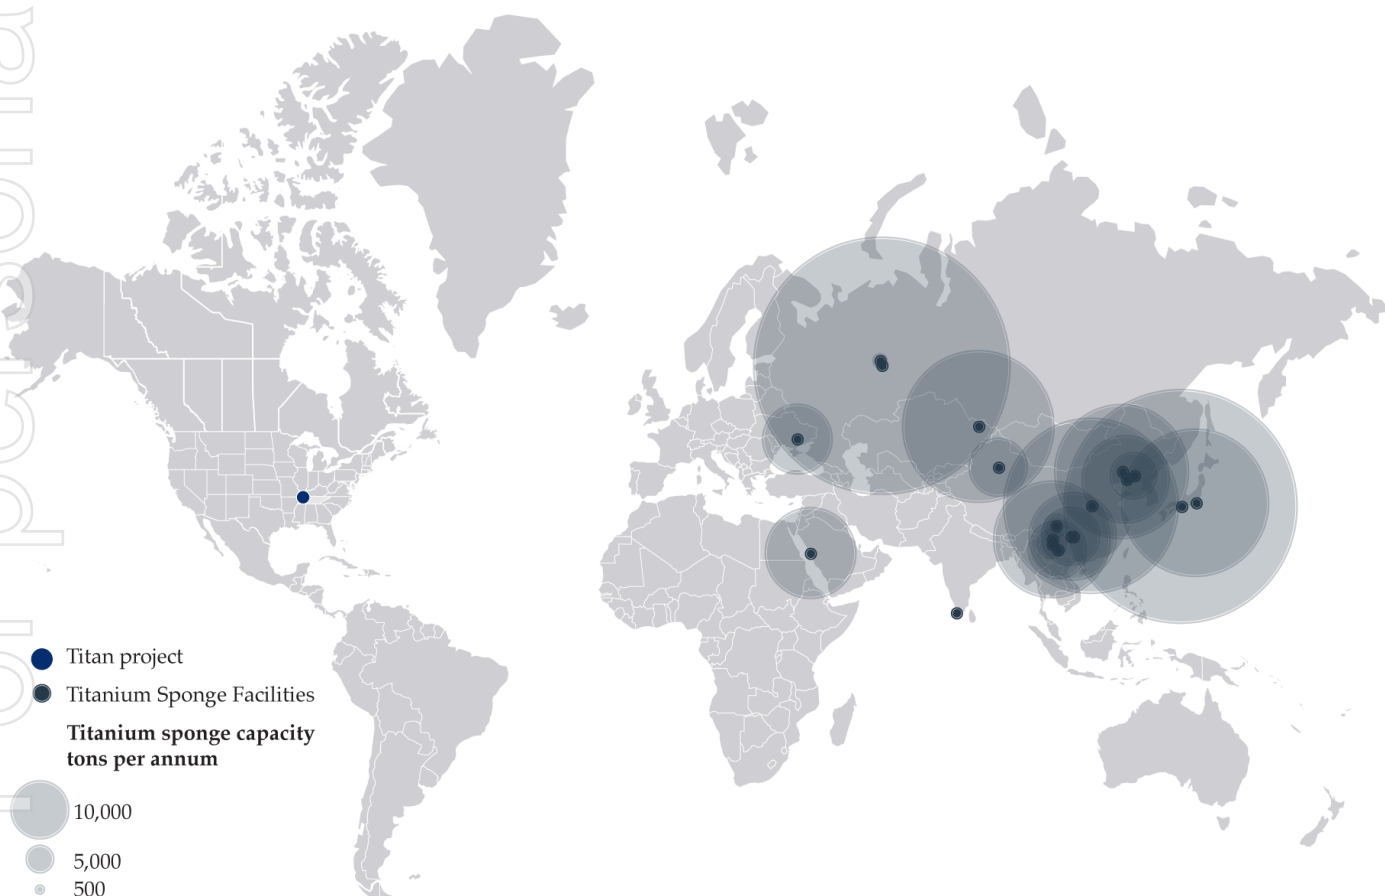 Titan project
Titanium Sponge Facilities
Titanium sponge capacity
tons per annum
10,000
5,000
500